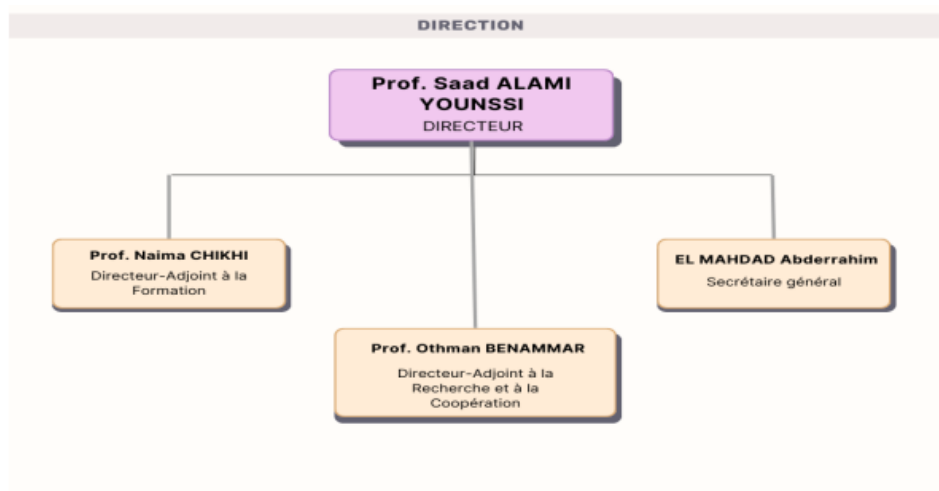 DIRECTION
Prof. Saad ALAMI
YOUNSSI
DIRECTEUR
Prof. Naima CHIKHI
Directeur-Adjoint à la
Formation
EL MAHDAD Abderrahim
Secrétaire général
Prof. Othman BENAMMAR
Directeur-Adjoint à la
Recherche et à la
Coopération